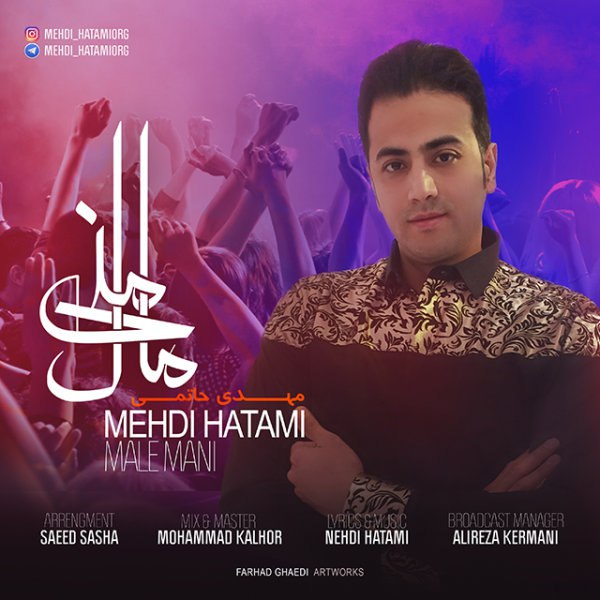 MEHDI_HATAMIORG
MEHDI_HATAMIORG
مال منی
مهدی حاتمی
MEHDI HATAMI
MALE MANI
ARRENGMENT
SAEED SASHA
MIX & MASTER
MOHAMMAD KALHOR
LYRICS & MUSIC
NEHDI HATAMI
BROADCAST MANAGER
ALIREZA KERMANI
FARHAD GHAEDI ARTWORKS